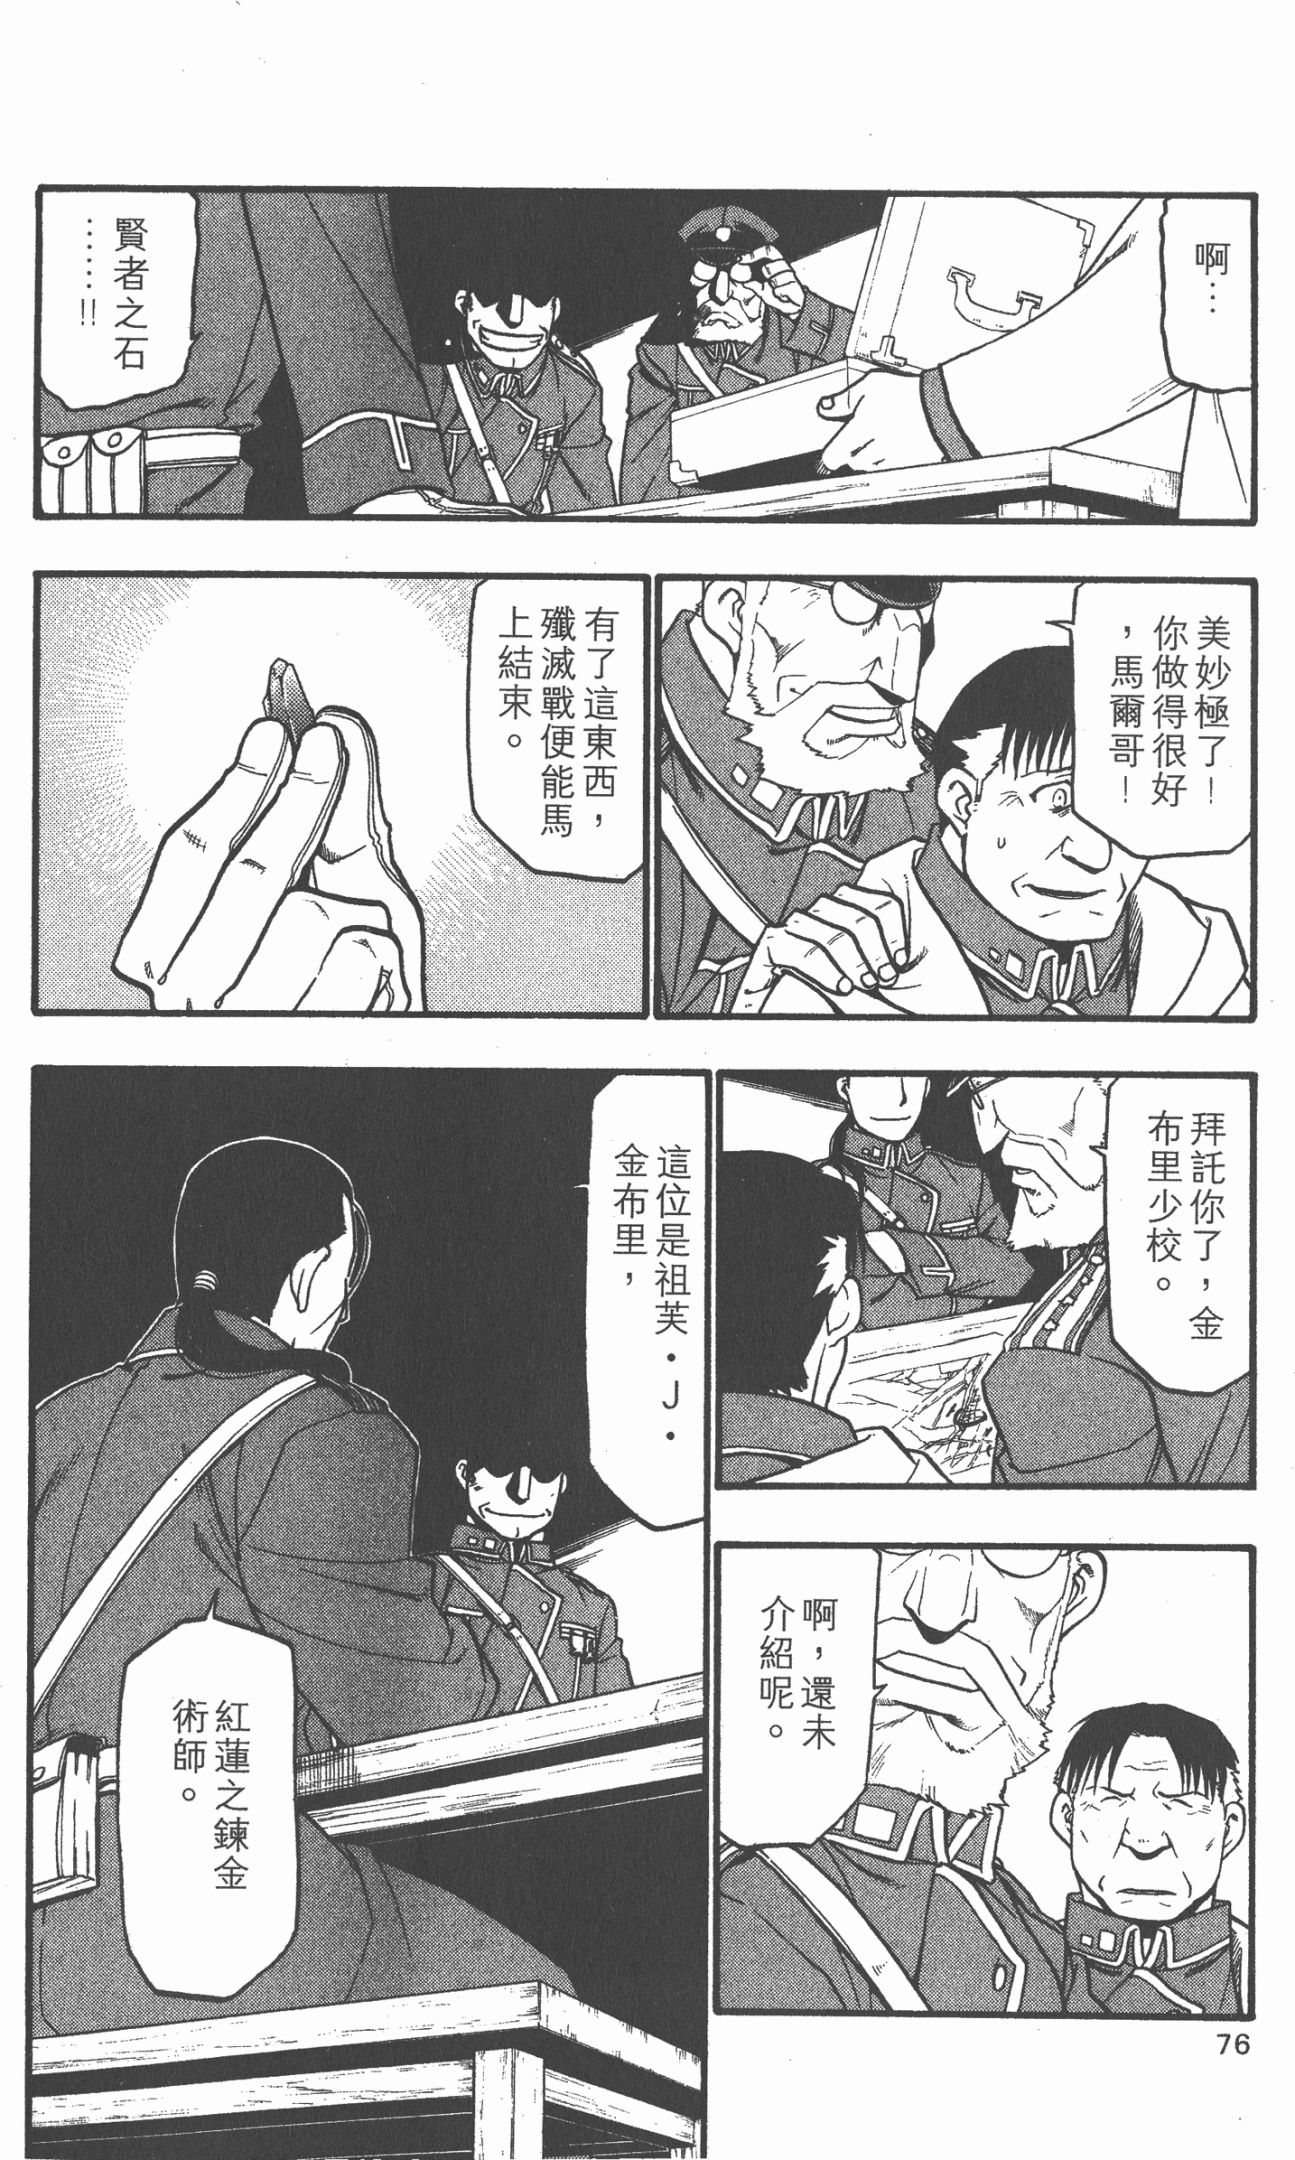 啊…
賢者之石
……!!
美妙極了！
你做得很好
，馬爾哥！
有了這東西，
殲滅戰便能馬
上結束。
拜託你了，金
布里少校。
啊，還未
介紹呢。
這位是祖芙・J・
金布里，
紅蓮之鍊金
術師。
76